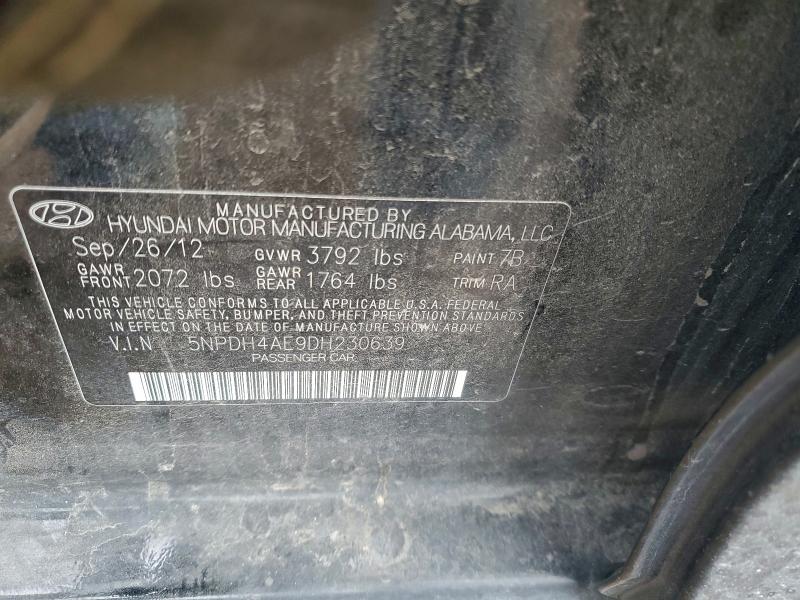 MANUFACTURED BY
HYUNDAI MOTOR MANUFACTURING ALABAMA, LLC
Sep/26/12 GVWR 3792 lbs PAINT 7B
GAWR FRONT 2072 lbs GAWR REAR 1764 lbs TRIM RA
THIS VEHICLE CONFORMS TO ALL APPLICABLE U.S.A. FEDERAL
MOTOR VEHICLE SAFETY, BUMPER, AND THEFT PREVENTION STANDARDS
IN EFFECT ON THE DATE OF MANUFACTURE SHOWN ABOVE
V.I.N 5NPDH4AE9DH230639
PASSENGER CAR